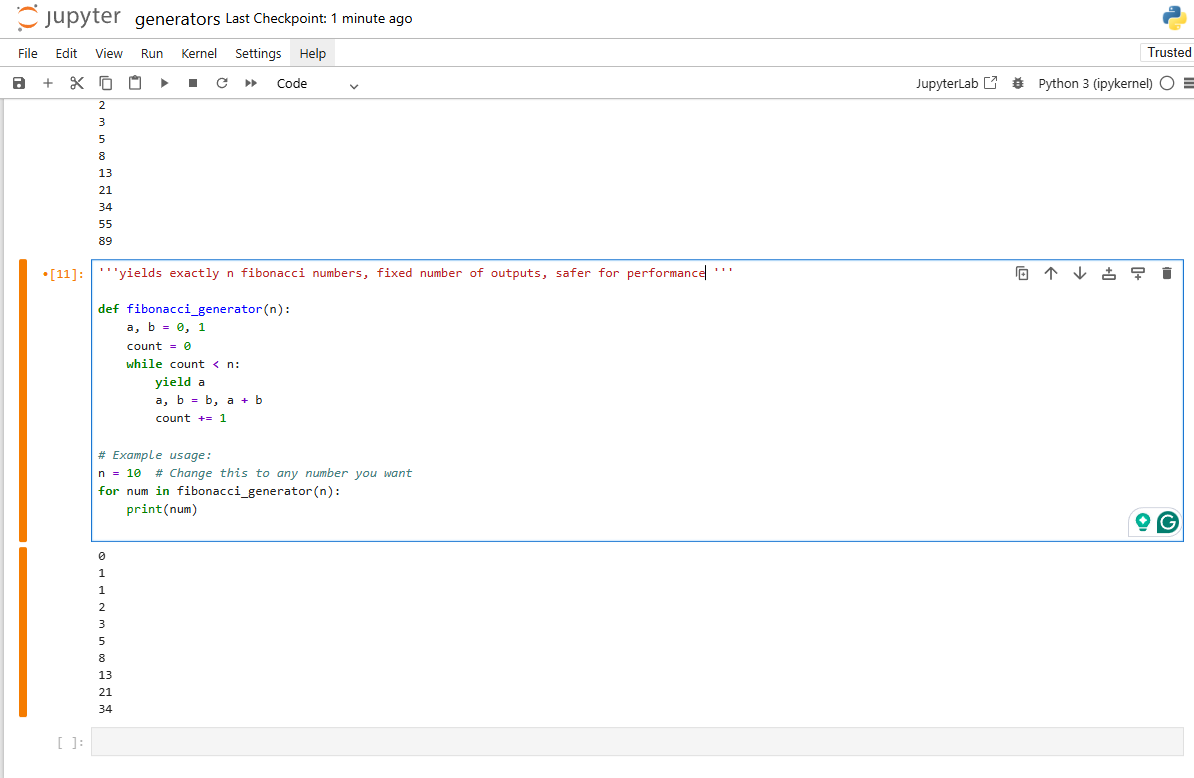 jupyter generators Last Checkpoint: 1 minute ago
File Edit View Run Kernel Settings Help Trusted
Code JupyterLab Python 3 (ipykernel)
2
3
5
8
13
21
34
55
89
[11]: '''yields exactly n fibonacci numbers, fixed number of outputs, safer for performance '''
def fibonacci_generator(n):
    a, b = 0, 1
    count = 0
    while count < n:
        yield a
        a, b = b, a + b
        count += 1
# Example usage:
n = 10  # Change this to any number you want
for num in fibonacci_generator(n):
    print(num)
0
1
1
2
3
5
8
13
21
34
[ ]: